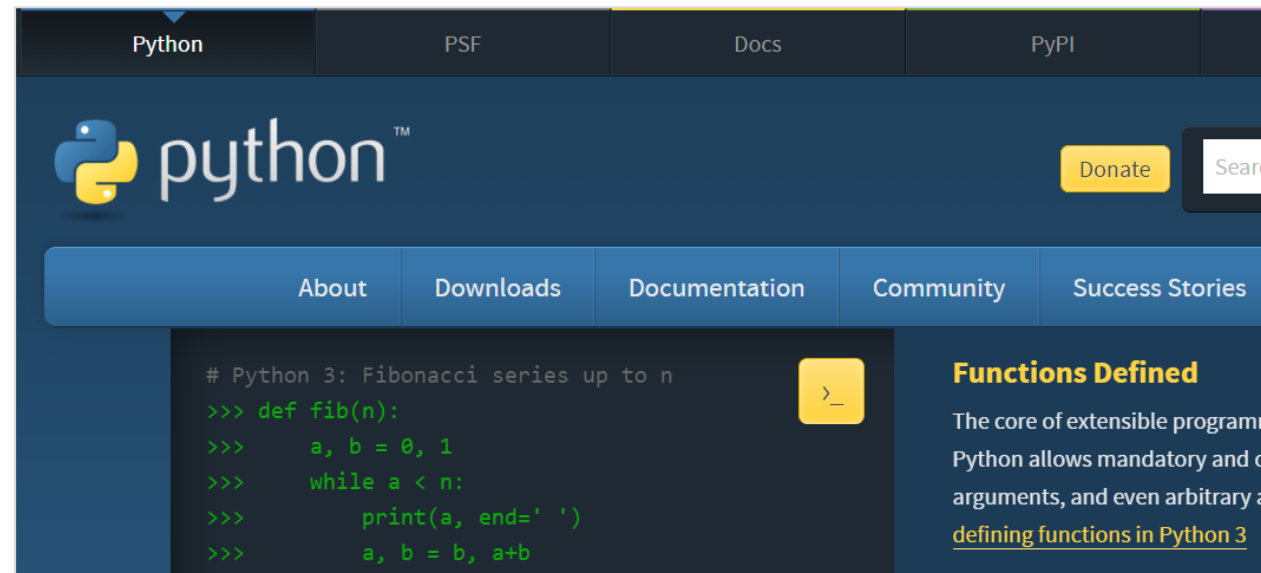 Python PSF Docs PyPI
python™
Donate
About Downloads Documentation Community Success Stories
# Python 3: Fibonacci series up to n
>_
>>> def fib(n):
>>>     a, b = 0, 1
>>>     while a < n:
>>>         print(a, end=' ')
>>>         a, b = b, a+b
Functions Defined
The core of extensible
Python allows mandatory and
arguments, and even arbitrary
defining functions in Python 3